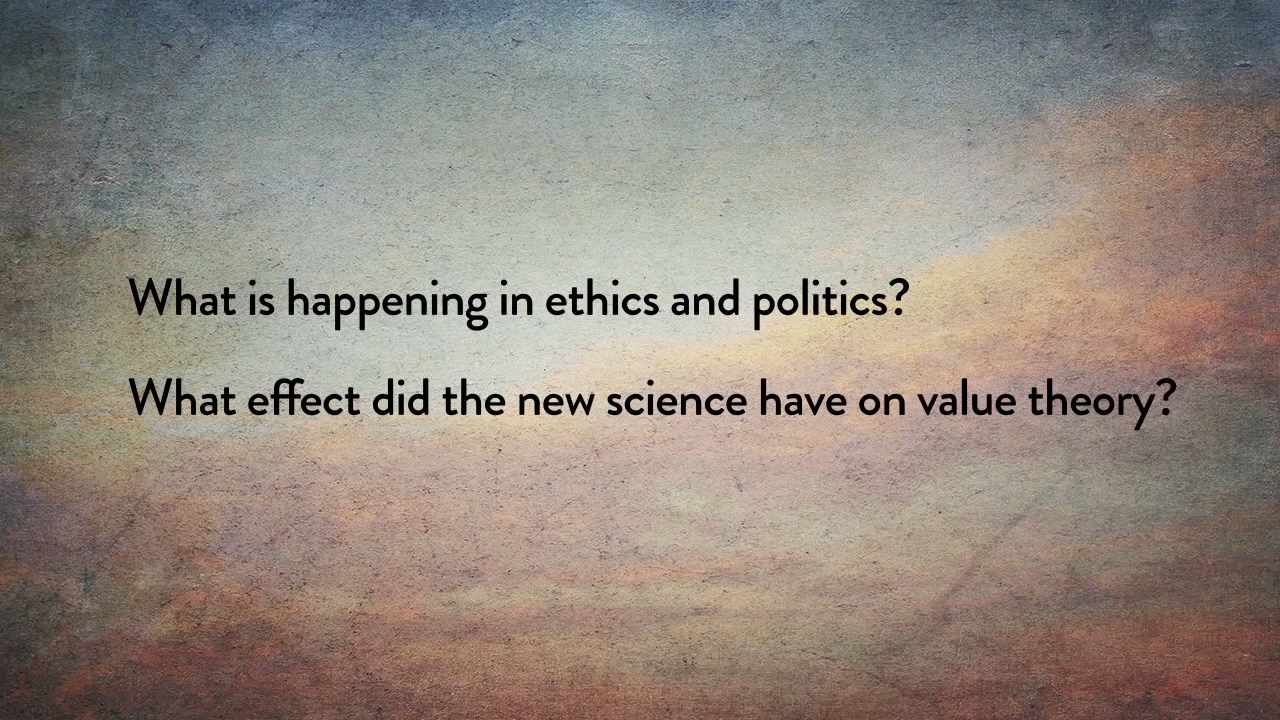 What is happening in ethics and politics?
What effect did the new science have on value theory?